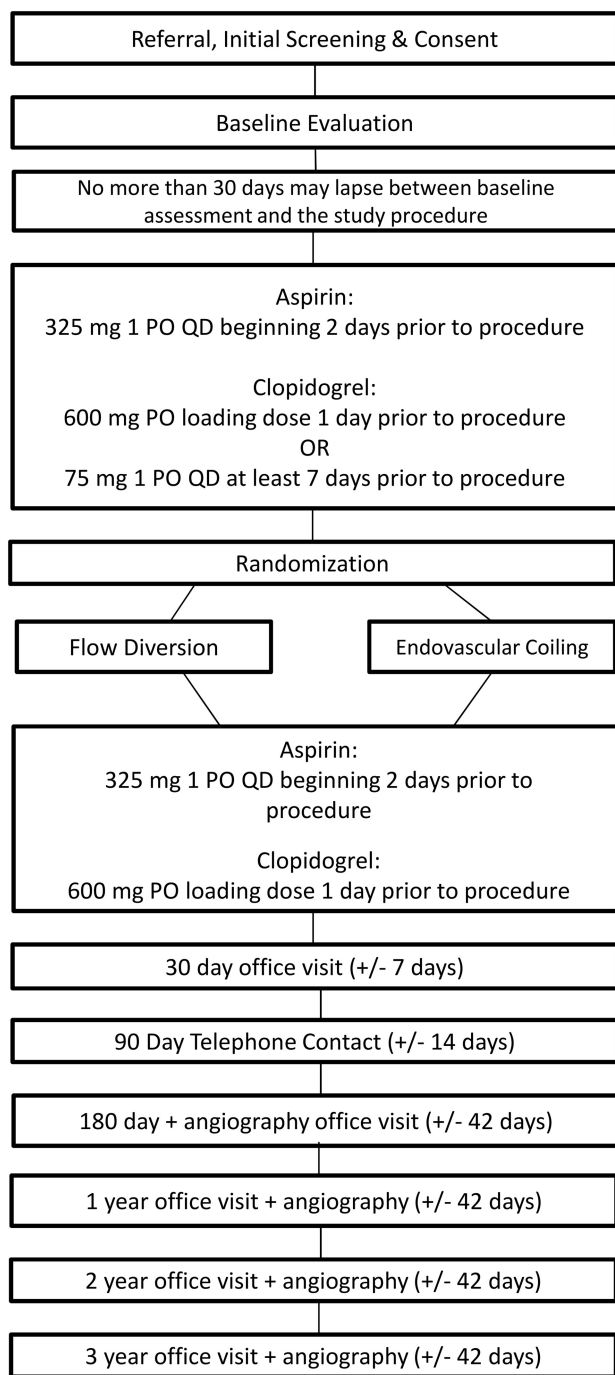 Referral, Initial Screening & Consent
Baseline Evaluation
No more than 30 days may lapse between baseline
assessment and the study procedure
Aspirin:
325 mg 1 PO QD beginning 2 days prior to procedure
Clopidogrel:
600 mg PO loading dose 1 day prior to procedure
OR
75 mg 1 PO QD at least 7 days prior to procedure
Randomization
Flow Diversion
Endovascular Coiling
Aspirin:
325 mg 1 PO QD beginning 2 days prior to
procedure
Clopidogrel:
600 mg PO loading dose 1 day prior to procedure
30 day office visit (+/- 7 days)
90 Day Telephone Contact (+/- 14 days)
180 day + angiography office visit (+/- 42 days)
1 year office visit + angiography (+/- 42 days)
2 year office visit + angiography (+/- 42 days)
3 year office visit + angiography (+/- 42 days)